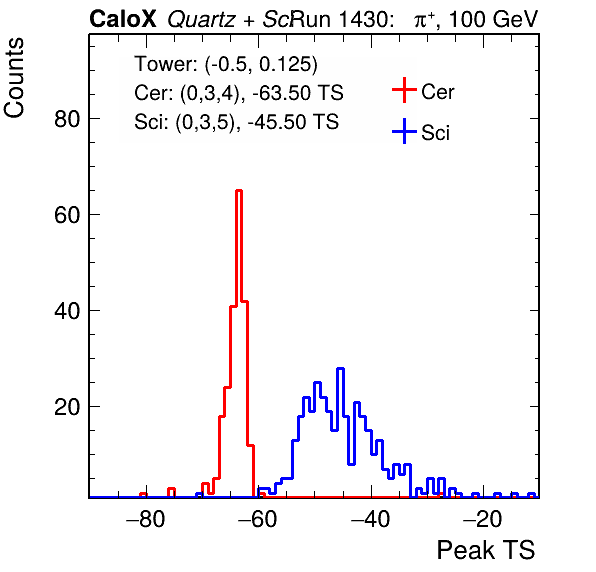 CaloX Quartz + ScRun 1430: π⁺, 100 GeV
Counts
Tower: (-0.5, 0.125)
Cer: (0,3,4), -63.50 TS
Sci: (0,3,5), -45.50 TS
Cer
Sci
80
60
40
20
−80 −60 −40 −20
Peak TS